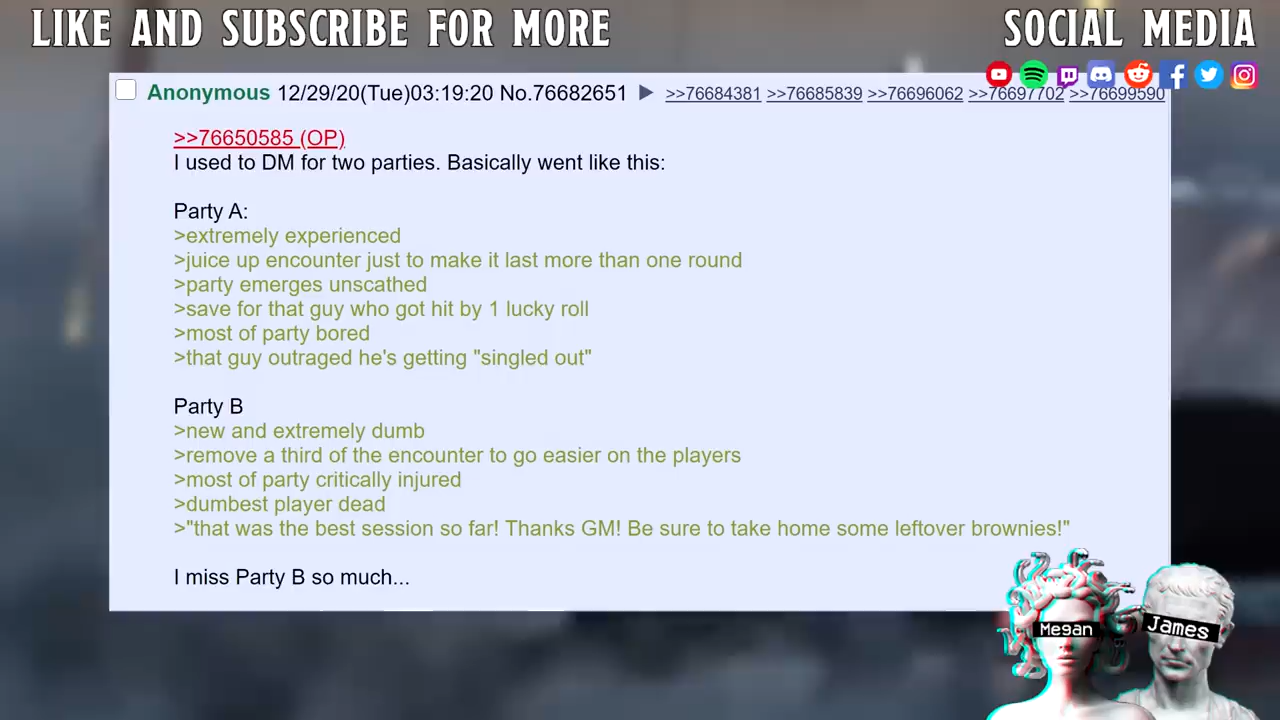 LIKE AND SUBSCRIBE FOR MORE
SOCIAL MEDIA
Anonymous 12/29/20(Tue)03:19:20 No.76682651 ▶ >>76684381 >>76685839 >>76696062 >>76697702 >>76699590
>>76650585 (OP)
I used to DM for two parties. Basically went like this:
Party A:
>extremely experienced
>juice up encounter just to make it last more than one round
>party emerges unscathed
>save for that guy who got hit by 1 lucky roll
>most of party bored
>that guy outraged he's getting "singled out"
Party B
>new and extremely dumb
>remove a third of the encounter to go easier on the players
>most of party critically injured
>dumbest player dead
>"that was the best session so far! Thanks GM! Be sure to take home some leftover brownies!"
I miss Party B so much...
Megan
James